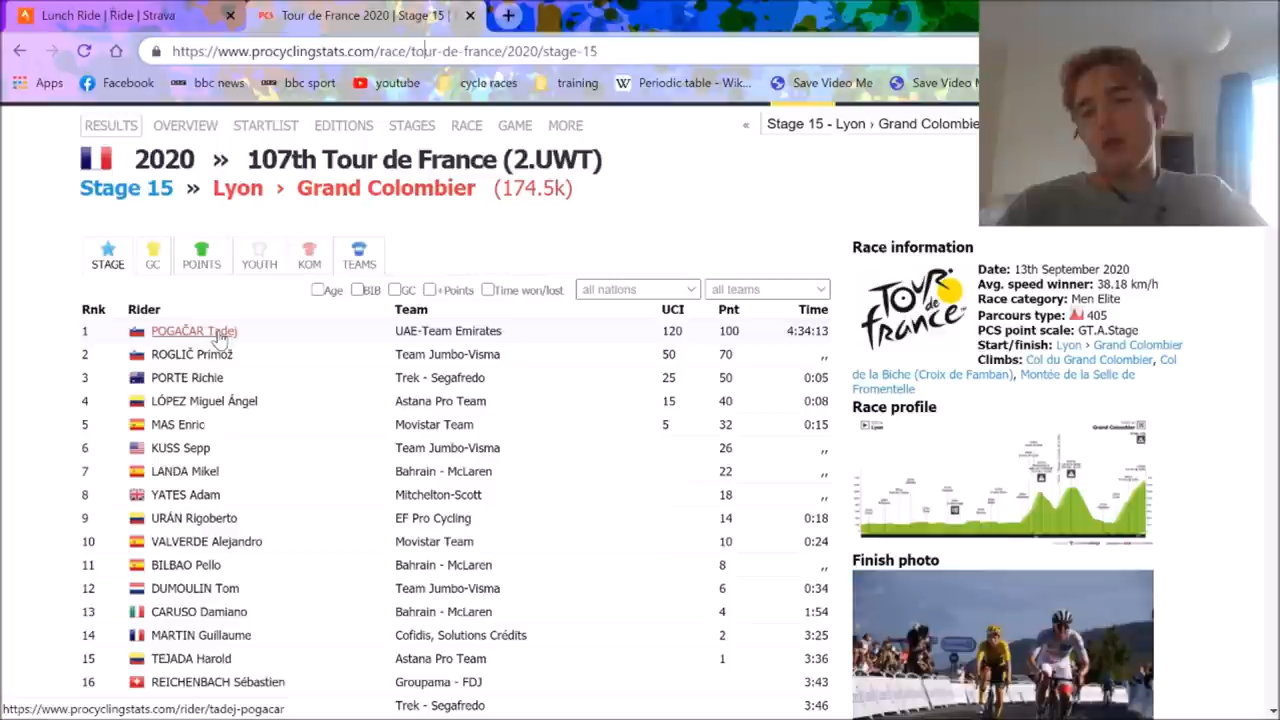 Lunch Ride | Ride | Strava
PCS Tour de France 2020 | Stage 15 |
https://www.procyclingstats.com/race/tour-de-france/2020/stage-15
Apps Facebook bbc news bbc sport youtube cycle races training Periodic table - Wik... Save Video Me Save Video M
RESULTS OVERVIEW STARTLIST EDITIONS STAGES RACE GAME MORE « Stage 15 - Lyon › Grand Colombie
2020 » 107th Tour de France (2.UWT)
Stage 15 » Lyon › Grand Colombier (174.5k)
STAGE GC POINTS YOUTH KOM TEAMS
Age BIB GC +Points Time won/lost all nations all teams
Rnk Rider Team UCI Pnt Time
1 POGAČAR Tadej UAE-Team Emirates 120 100 4:34:13
2 ROGLIČ Primož Team Jumbo-Visma 50 70 ,,
3 PORTE Richie Trek - Segafredo 25 50 0:05
4 LÓPEZ Miguel Ángel Astana Pro Team 15 40 0:08
5 MAS Enric Movistar Team 5 32 0:15
KUSS Sepp Team Jumbo-Visma 26 ,,
7 LANDA Mikel Bahrain - McLaren 22 ,,
8 YATES Adam Mitchelton-Scott 18 ,,
9 URÁN Rigoberto EF Pro Cycling 14 0:18
10 VALVERDE Alejandro Movistar Team 10 0:24
11 BILBAO Pello Bahrain - McLaren 8 ,,
12 DUMOULIN Tom Team Jumbo-Visma 6 0:34
13 CARUSO Damiano Bahrain - McLaren 4 1:54
14 MARTIN Guillaume Cofidis, Solutions Crédits 2 3:25
15 TEJADA Harold Astana Pro Team 1 3:36
16 REICHENBACH Sébastien Groupama - FDJ 3:43
Trek - Segafredo 3:46
https://www.procyclingstats.com/rider/tadej-pogacar
Race information
TOUR de france
Date: 13th September 2020
Avg. speed winner: 38.18 km/h
Race category: Men Elite
Parcours type: 405
PCS point scale: GT.A.Stage
Start/finish: Lyon › Grand Colombier
Climbs: Col du Grand Colombier, Col
de la Biche (Croix de Famban), Montée de la Selle de
Fromentelle
Race profile
Lyon Grand Colombier
Finish photo